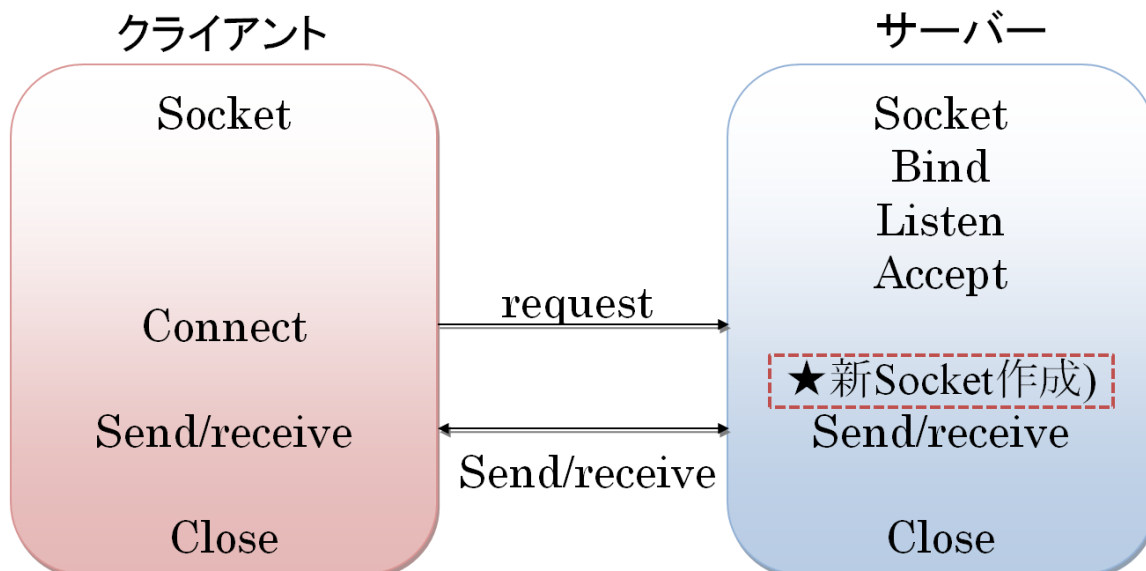 クライアント
Socket
Connect
Send/receive
Close
request
Send/receive
サーバー
Socket
Bind
Listen
Accept
★新Socket作成)
Send/receive
Close